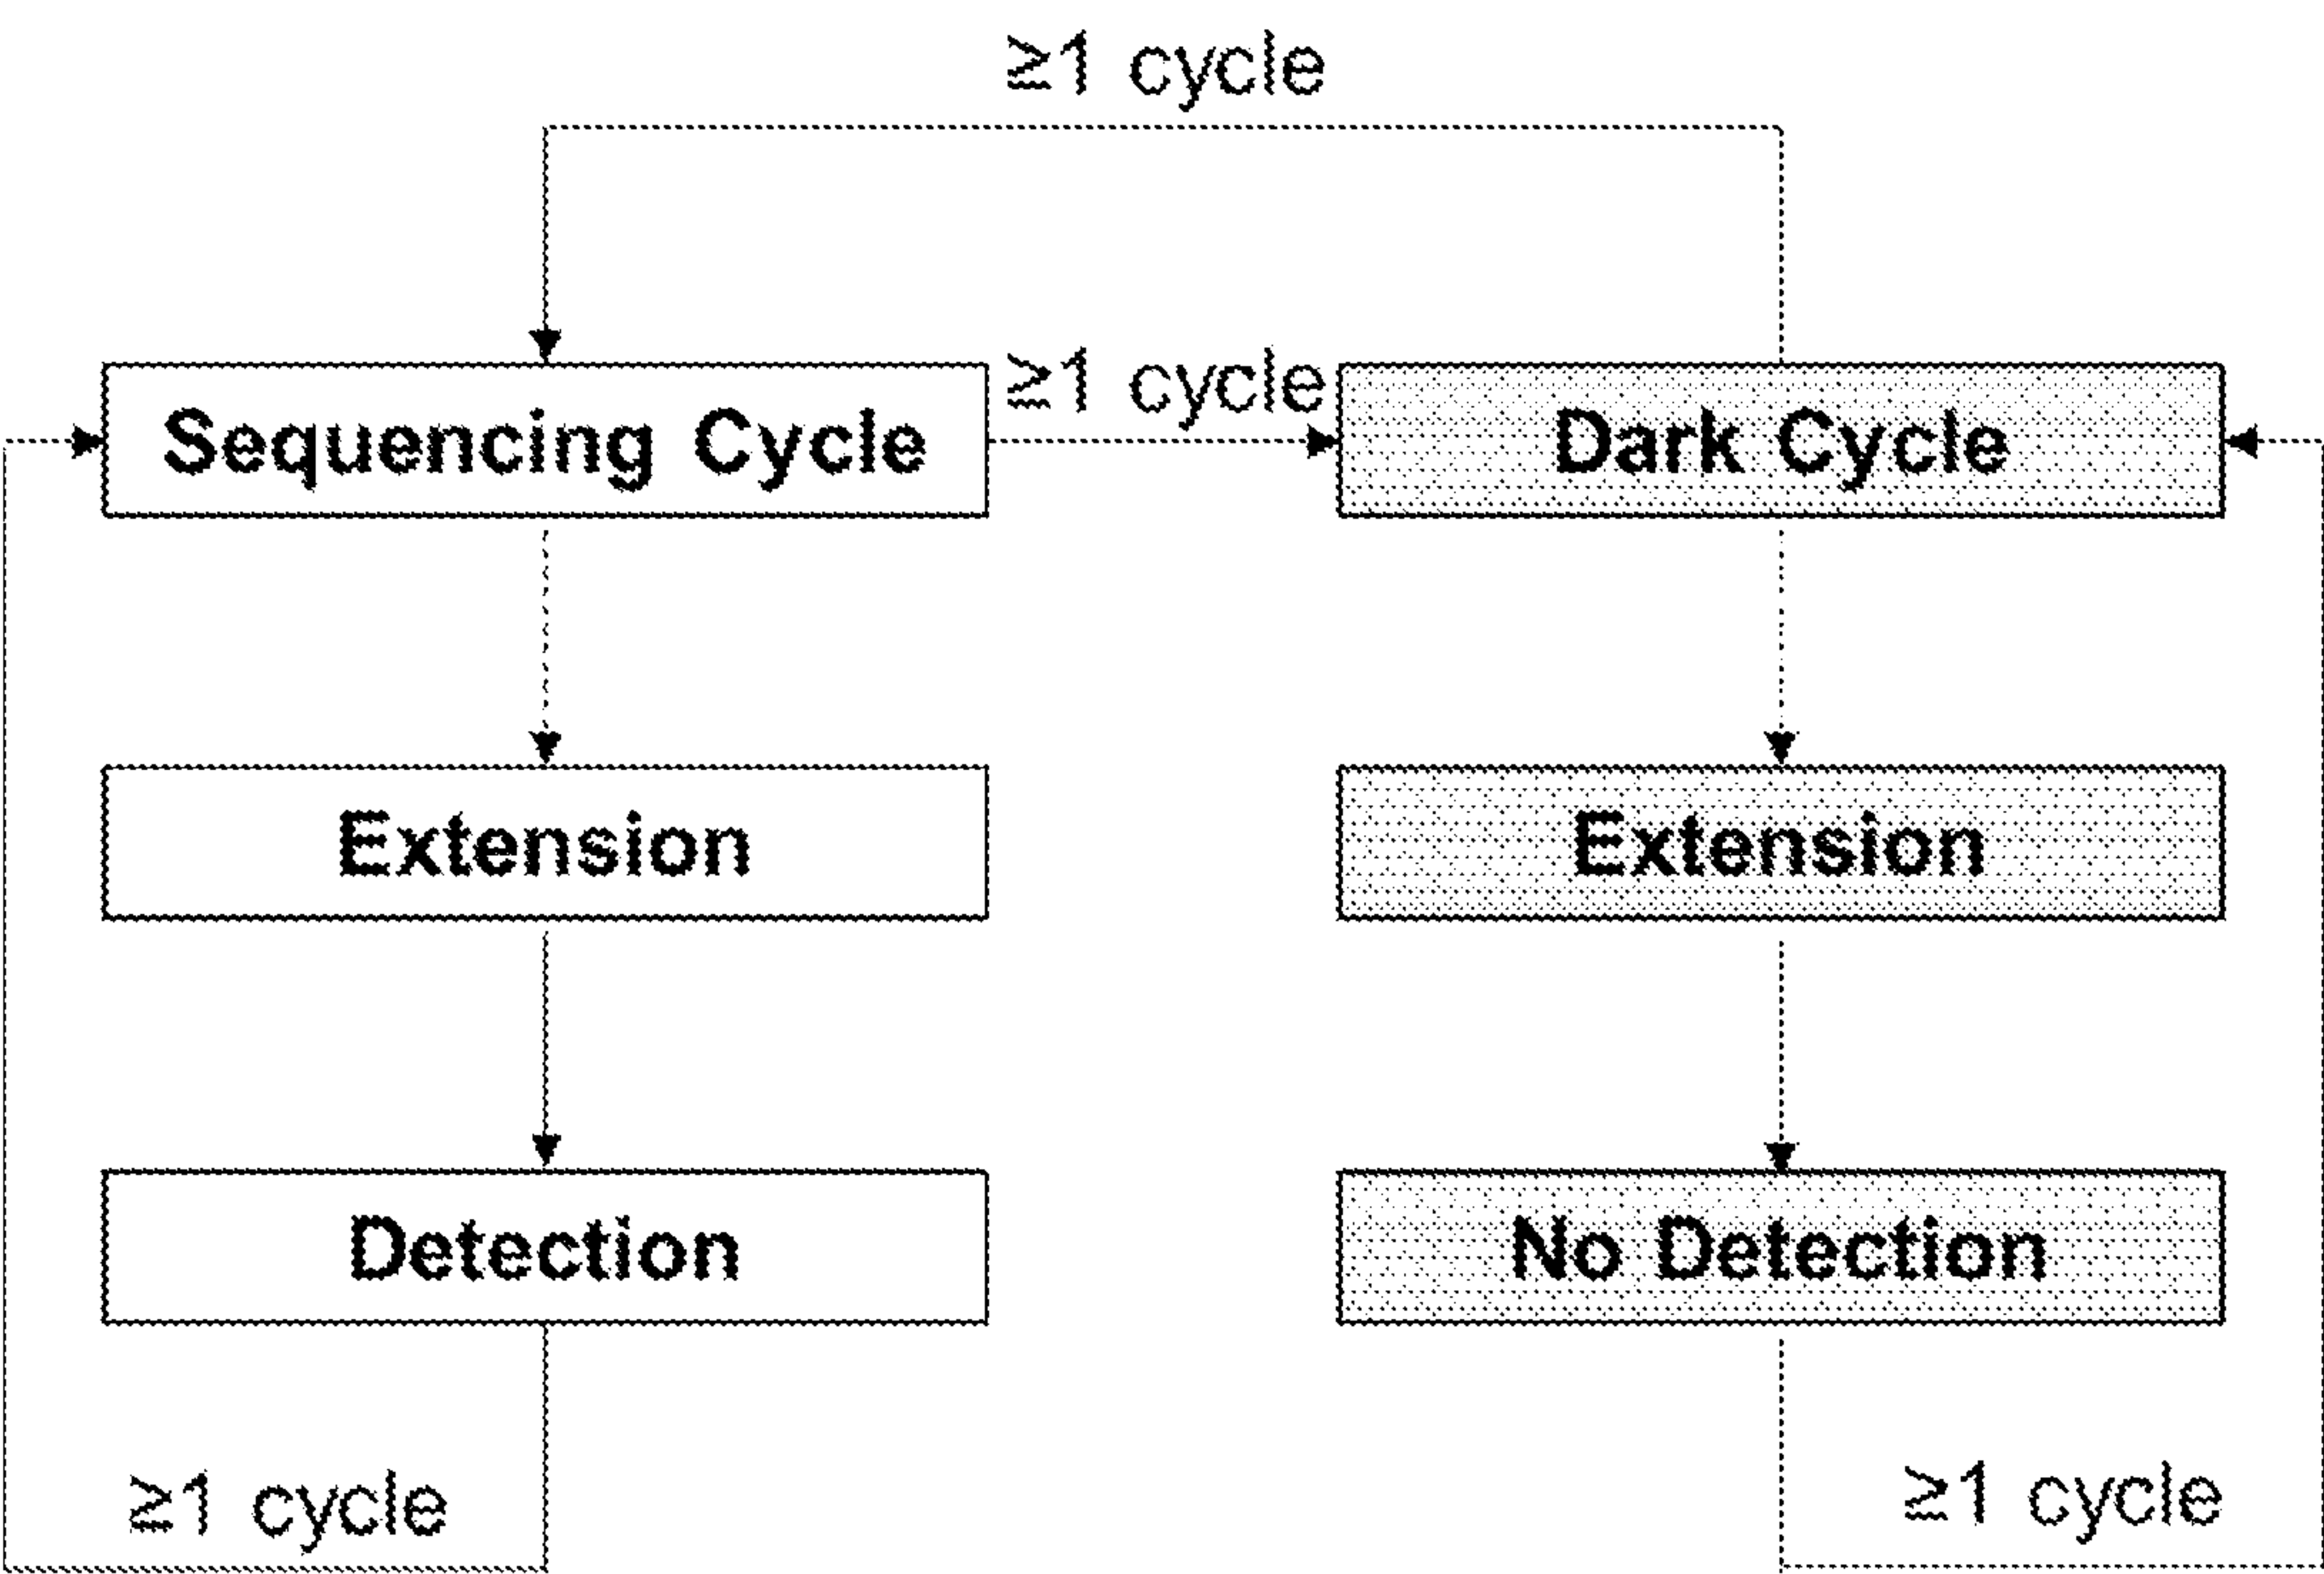 ≥1 cycle
Sequencing Cycle
≥1 cycle
Dark Cycle
Extension
Extension
Detection
No Detection
≥1 cycle
≥1 cycle